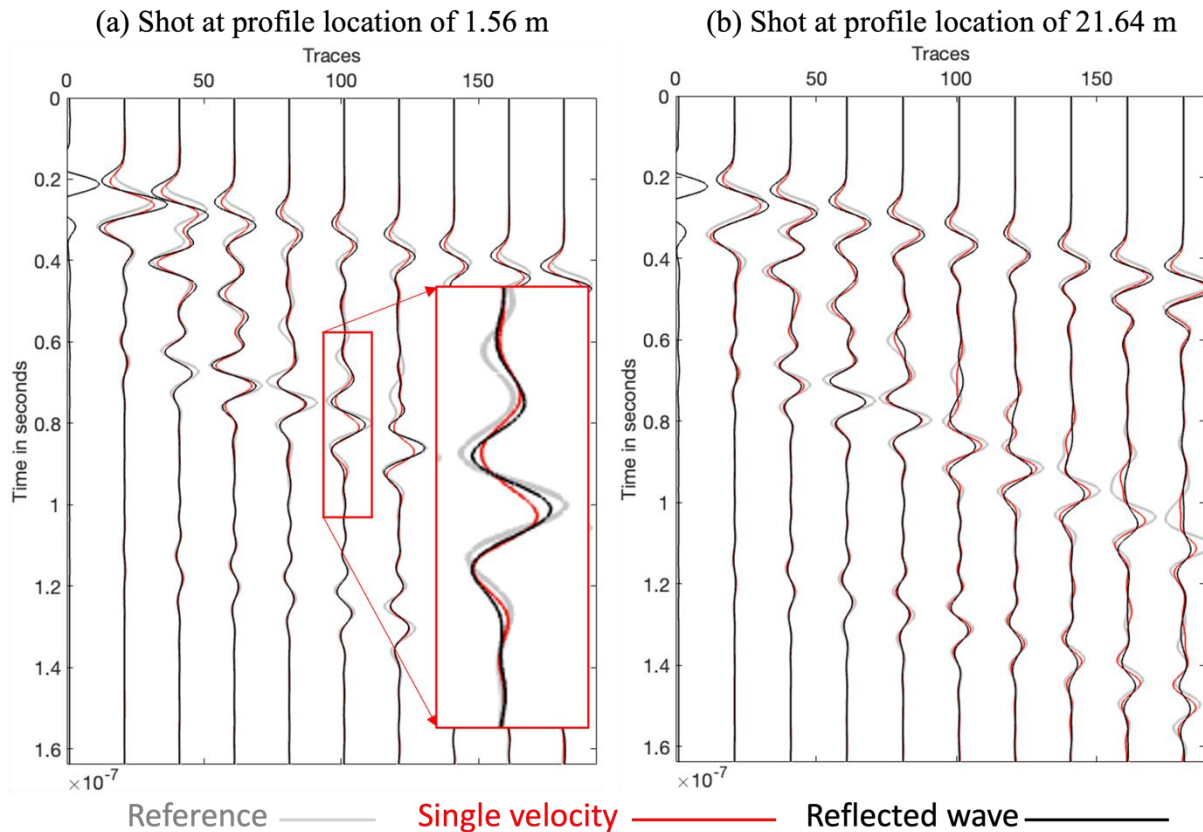 (a) Shot at profile location of 1.56 m
Traces
0 50 100 150
0
0.2
0.4
0.6
0.8
1
1.2
1.4
1.6
Time in seconds
×10⁻⁷
(b) Shot at profile location of 21.64 m
Traces
0 50 100 150
0
0.2
0.4
0.6
0.8
1
1.2
1.4
1.6
Time in seconds
×10⁻⁷
Reference
Single velocity
Reflected wave